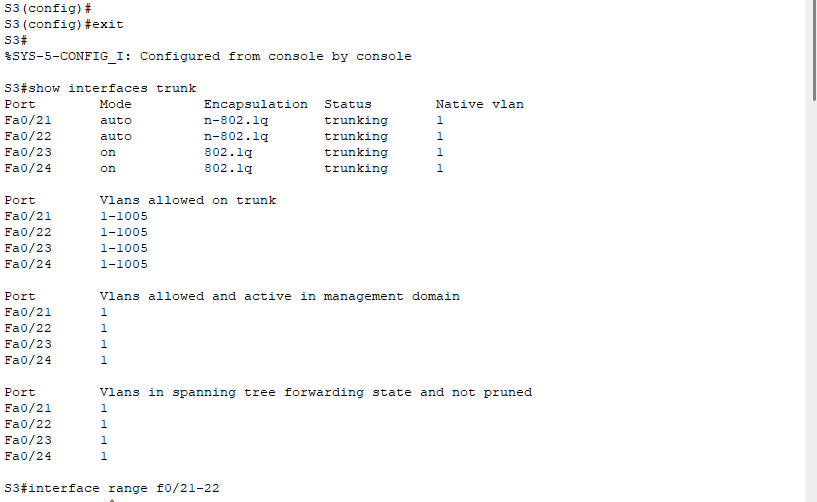 S3(config)#
S3(config)#exit
S3#
%SYS-5-CONFIG_I: Configured from console by console
S3#show interfaces trunk
Port        Mode         Encapsulation  Status        Native vlan
Fa0/21      auto         n-802.1q       trunking      1
Fa0/22      auto         n-802.1q       trunking      1
Fa0/23      on           802.1q         trunking      1
Fa0/24      on           802.1q         trunking      1
Port        Vlans allowed on trunk
Fa0/21      1-1005
Fa0/22      1-1005
Fa0/23      1-1005
Fa0/24      1-1005
Port        Vlans allowed and active in management domain
Fa0/21      1
Fa0/22      1
Fa0/23      1
Fa0/24      1
Port        Vlans in spanning tree forwarding state and not pruned
Fa0/21      1
Fa0/22      1
Fa0/23      1
Fa0/24      1
S3#interface range f0/21-22
^